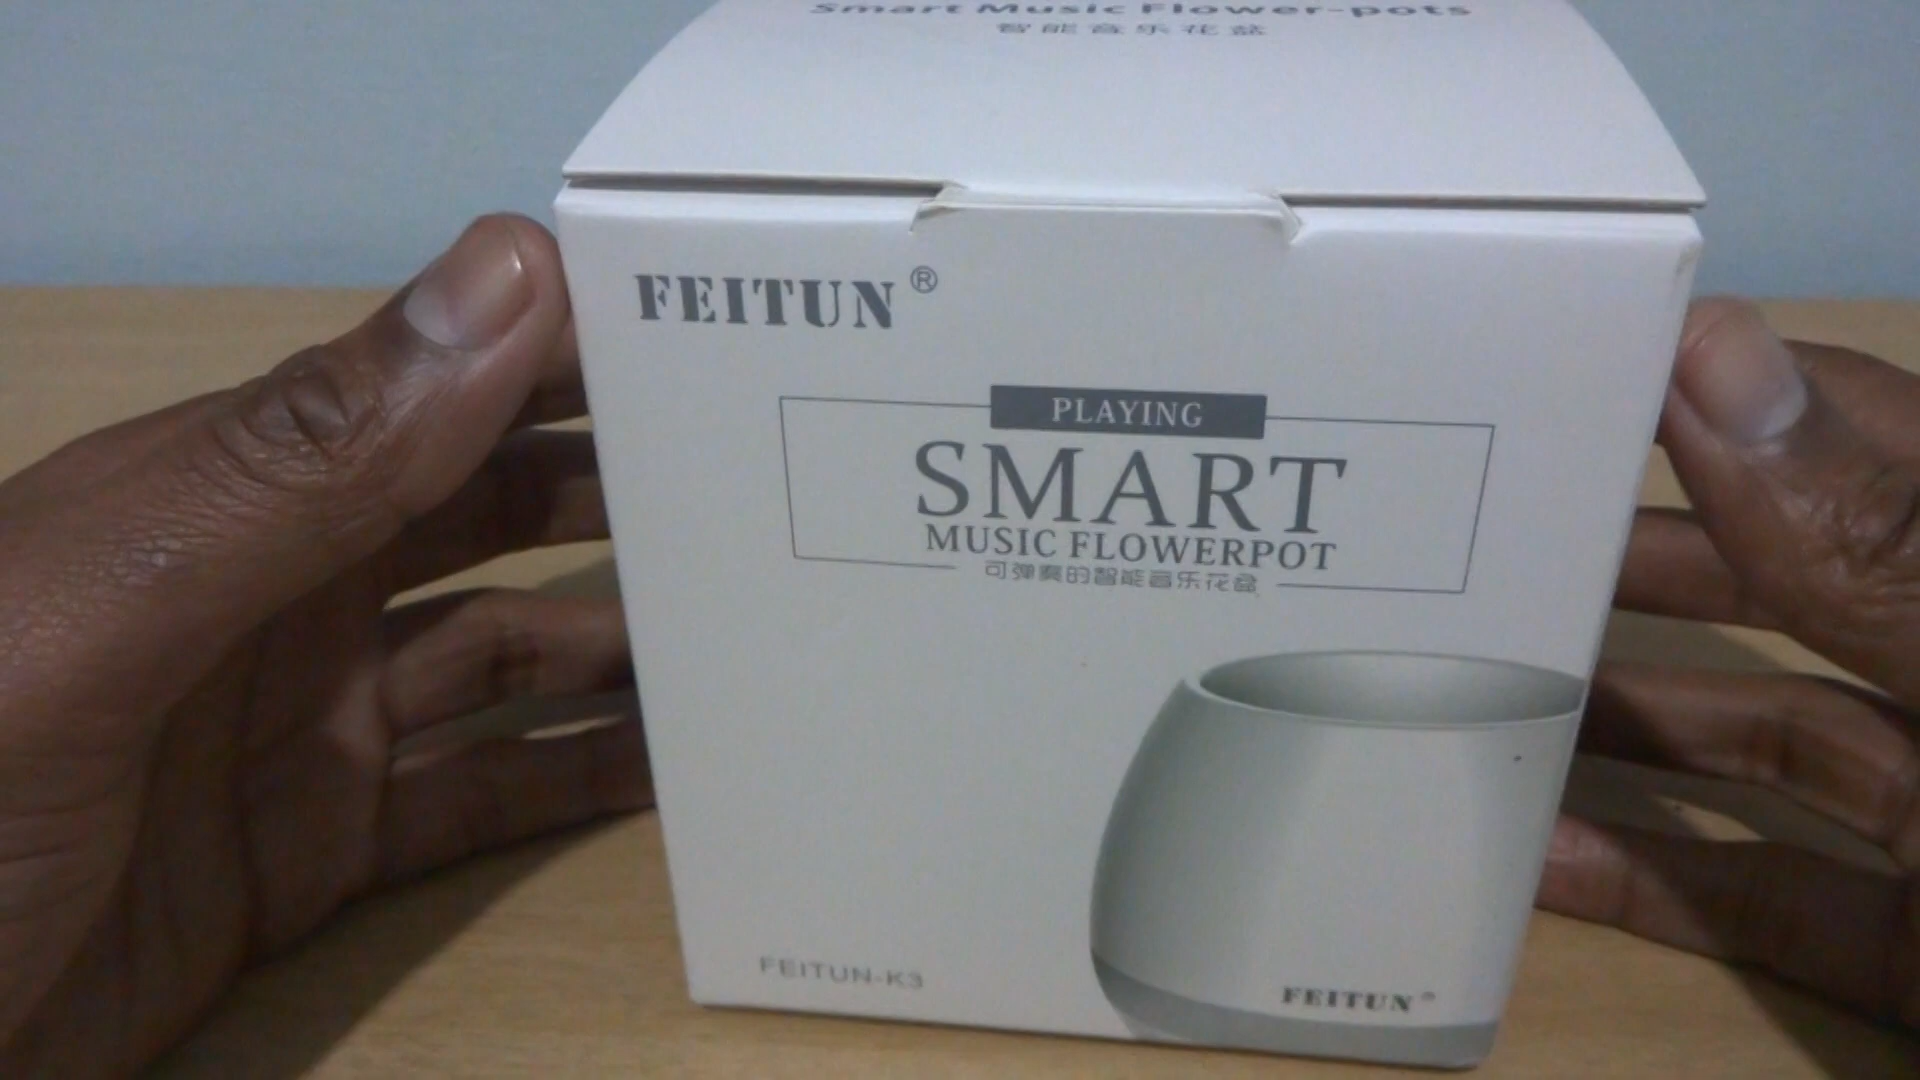 Smart Music Flower-pots
智能音乐花盆
FEITUN®
PLAYING
SMART
MUSIC FLOWERPOT
可弹奏的智能音乐花盆
FEITUN-K3
FEITUN®